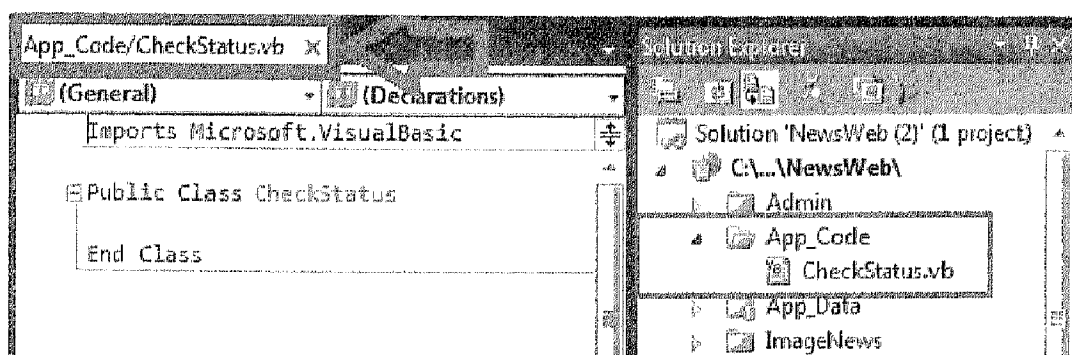 App_Code/CheckStatus.vb ×
(General)
(Declarations)
Imports Microsoft.VisualBasic
Public Class CheckStatus
End Class
Solution Explorer
Solution 'NewsWeb (2)' (1 project)
C:\...\NewsWeb\
Admin
App_Code
CheckStatus.vb
App_Data
ImageNews